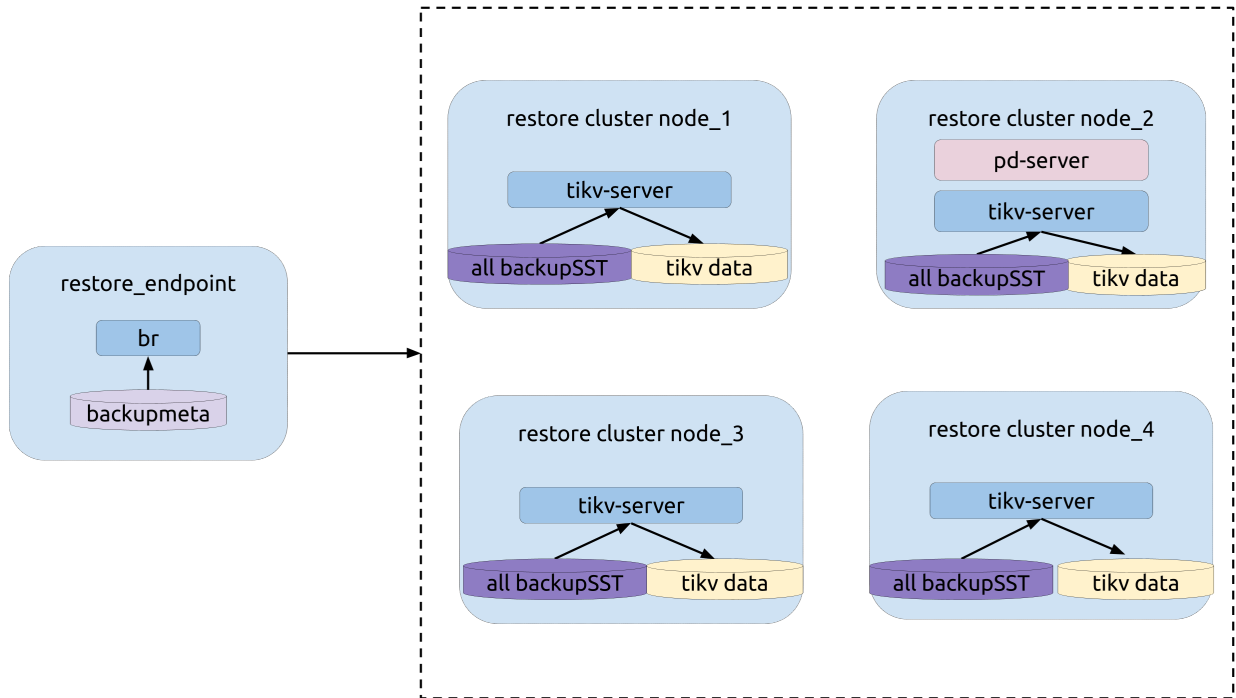 restore_endpoint
br
backupmeta
restore cluster node_1
tikv-server
all backupSST
tikv data
restore cluster node_2
pd-server
tikv-server
all backupSST
tikv data
restore cluster node_3
tikv-server
all backupSST
tikv data
restore cluster node_4
tikv-server
all backupSST
tikv data